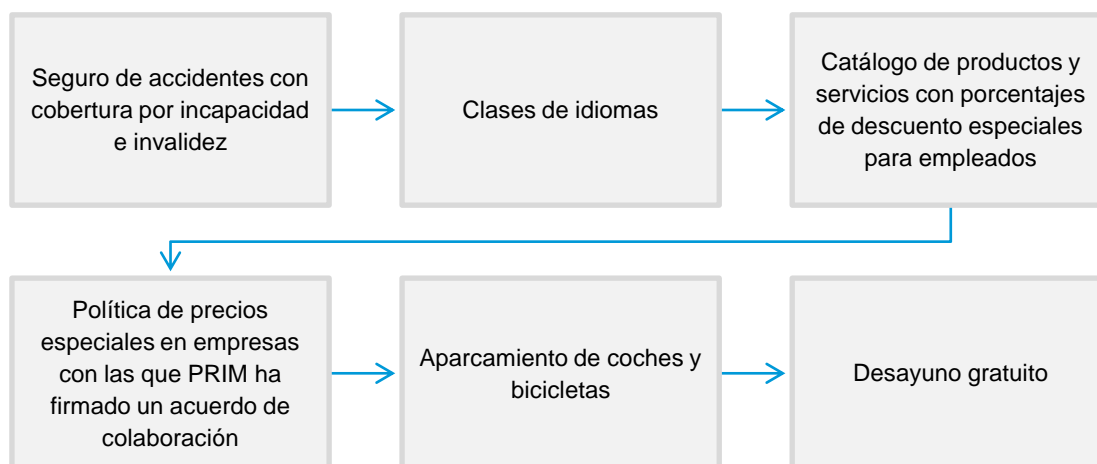 Seguro de accidentes con
cobertura por incapacidad
e invalidez
Clases de idiomas
Catálogo de productos y
servicios con porcentajes
de descuento especiales
para empleados
Política de precios
especiales en empresas
con las que PRIM ha
firmado un acuerdo de
colaboración
Aparcamiento de coches y
bicicletas
Desayuno gratuito